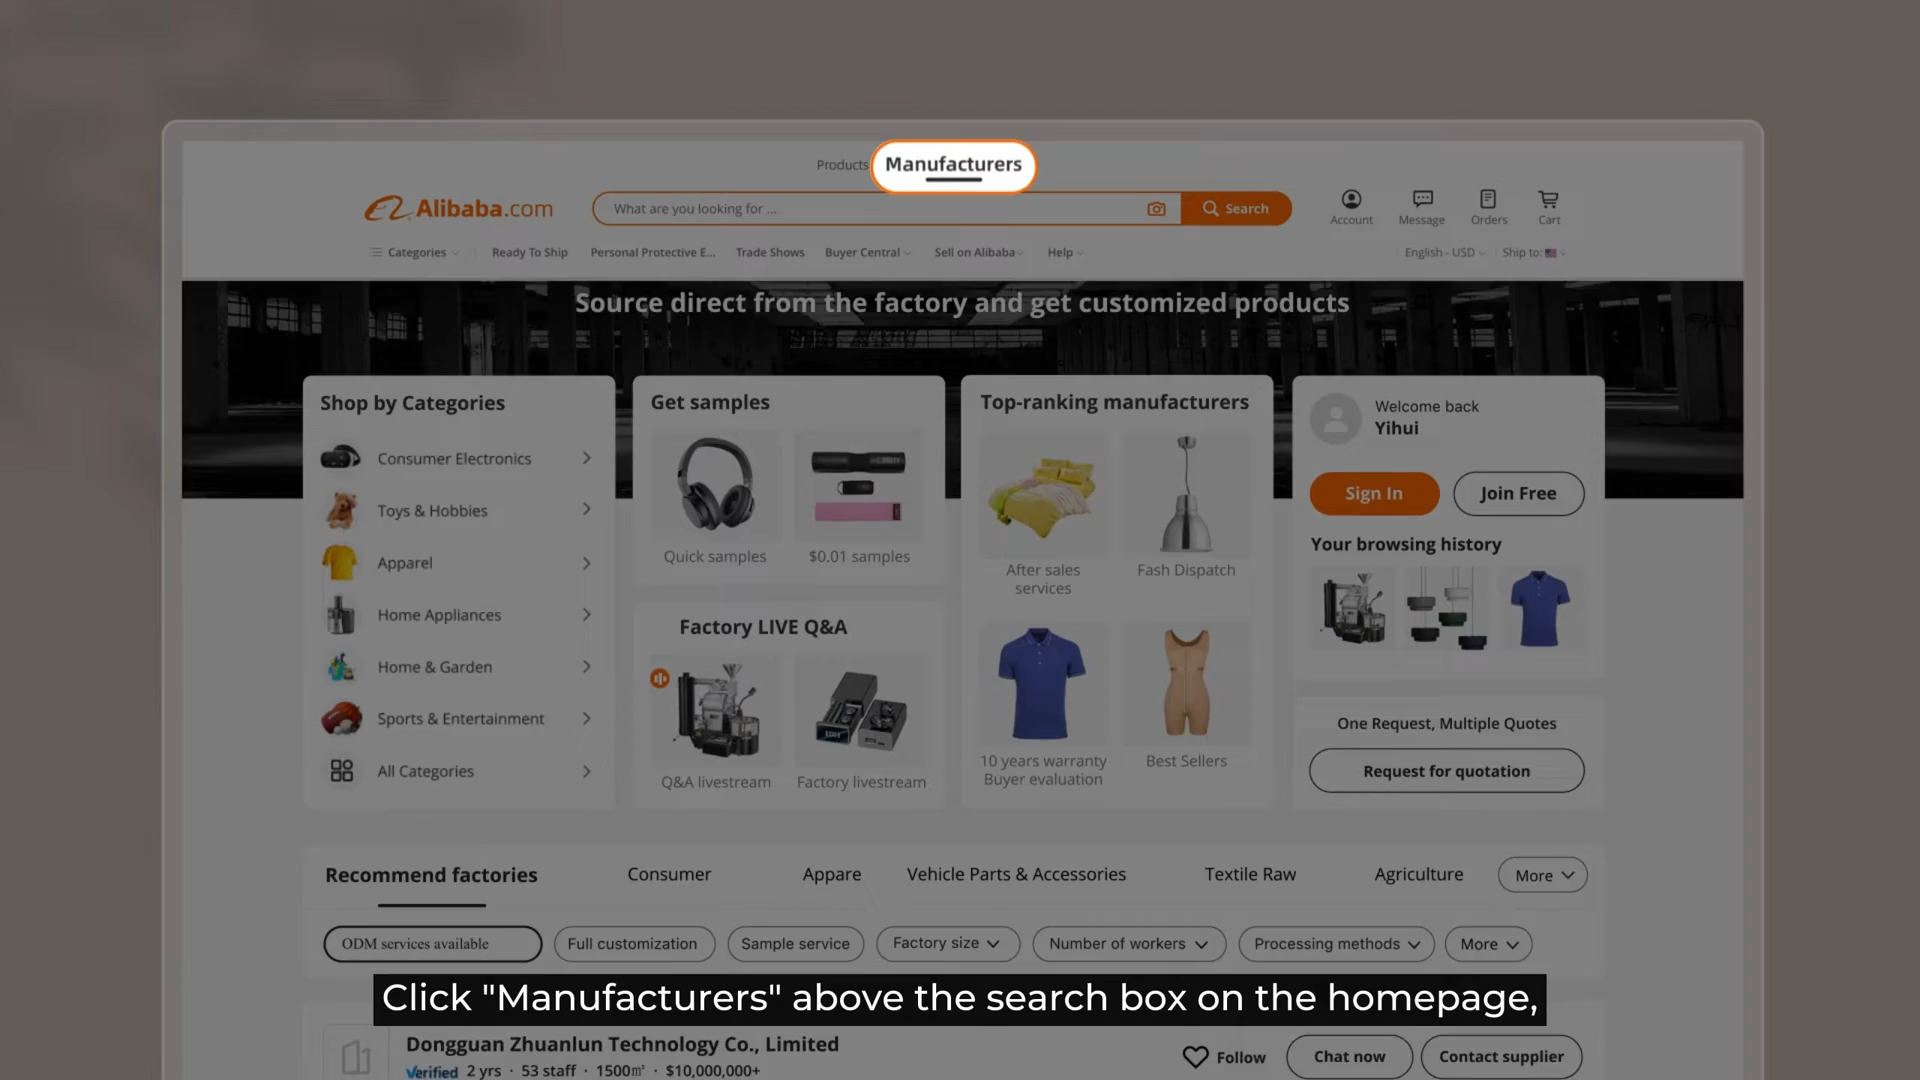 Products
Manufacturers
Alibaba.com
What are you looking for ...
Search
Account
Message
Orders
Cart
Categories
Ready To Ship
Personal Protective E...
Trade Shows
Buyer Central
Sell on Alibaba
Help
English - USD
Ship to:
Source direct from the factory and get customized products
Shop by Categories
Consumer Electronics
Toys & Hobbies
Apparel
Home Appliances
Home & Garden
Sports & Entertainment
All Categories
Get samples
Quick samples
$0.01 samples
Factory LIVE Q&A
Q&A livestream
Factory livestream
Top-ranking manufacturers
After sales
services
Fash Dispatch
10 years warranty
Buyer evaluation
Best Sellers
Welcome back
Yihui
Sign In
Join Free
Your browsing history
One Request, Multiple Quotes
Request for quotation
Recommend factories
Consumer
Appare
Vehicle Parts & Accessories
Textile Raw
Agriculture
More
ODM services available
Full customization
Sample service
Factory size
Number of workers
Processing methods
More
Click "Manufacturers" above the search box on the homepage,
Dongguan Zhuanlun Technology Co., Limited
Verified 2 yrs · 53 staff · 1500㎡ · $10,000,000+
Follow
Chat now
Contact supplier